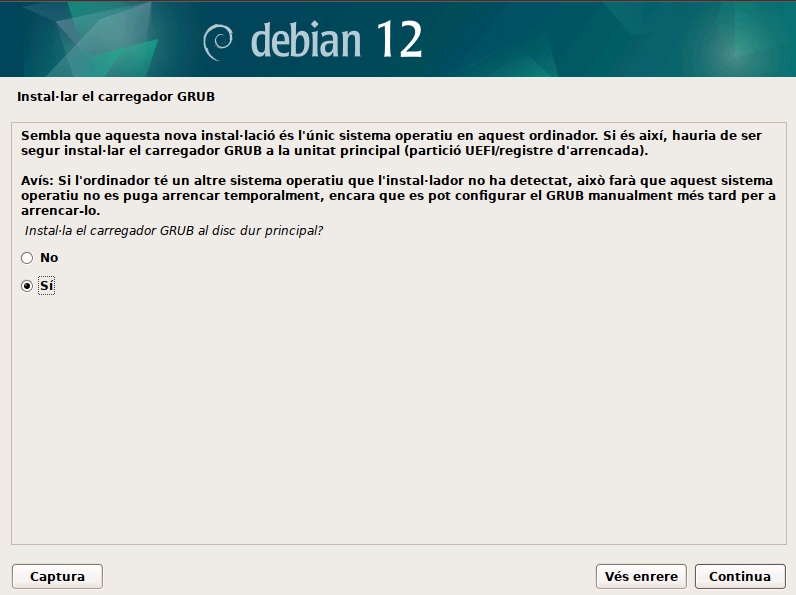 debian 12
Instal·lar el carregador GRUB
Sembla que aquesta nova instal·lació és l'únic sistema operatiu en aquest ordinador. Si és així, hauria de ser
segur instal·lar el carregador GRUB a la unitat principal (partició UEFI/registre d'arrencada).
Avís: Si l'ordinador té un altre sistema operatiu que l'instal·lador no ha detectat, això farà que aquest sistema
operatiu no es puga arrencar temporalment, encara que es pot configurar el GRUB manualment més tard per a
arrencar-lo.
Instal·la el carregador GRUB al disc dur principal?
No
Sí
Captura
Vés enrere
Continua